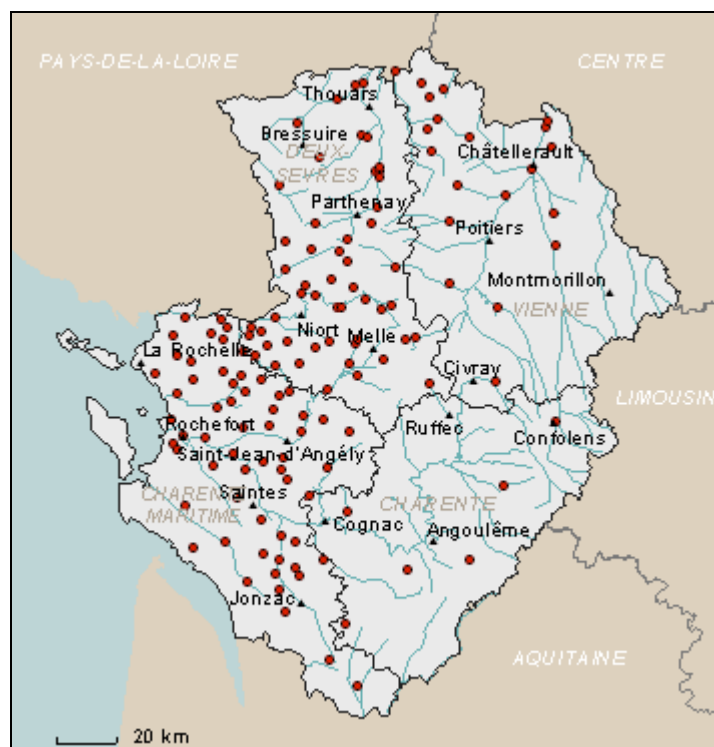 PAYS-DE-LA-LOIRE
CENTRE
Thouars
Bressuire
DEUX-
SEVRES
Châtellerault
Parthenay
Poitiers
Montmorillon
VIENNE
Niort
Melle
La Rochelle
Civray
LIMOUSIN
Rochefort
Ruffec
Confolens
Saint-Jean-d'Angély
CHARENTE
MARITIME
Saintes
CHARENTE
Cognac
Angoulême
Jonzac
AQUITAINE
20 km